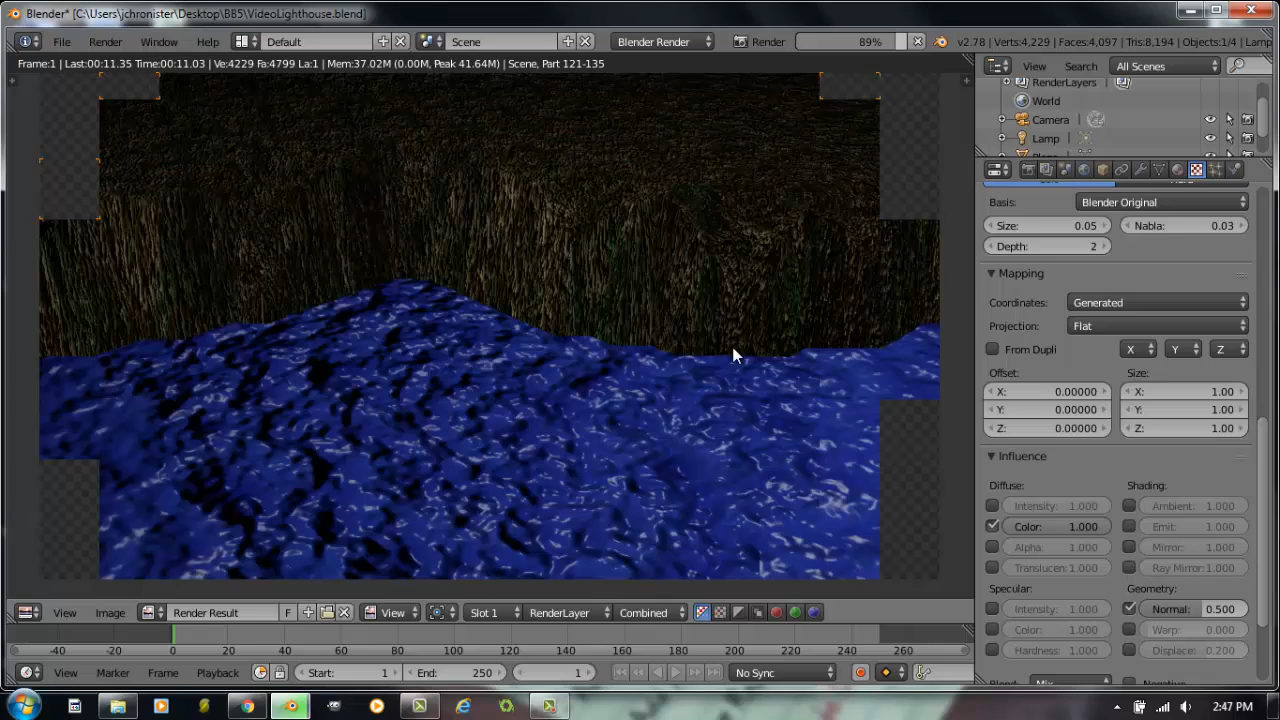 Blender* [C:\Users\jchronister\Desktop\BB5\VideoLighthouse.blend]
File Render Window Help Default Scene Blender Render Render 89% v2.78 | Verts:4,229 | Faces:4,097 | Tris:8,194 | Objects:1/4 | Lamp
Frame:1 | Last:00:11.35 Time:00:11.03 | Ve:4229 Fa:4799 La:1 | Mem:37.02M (0.00M, Peak 41.64M) | Scene, Part 121-135
View Search All Scenes
RenderLayers
World
Camera
Lamp
Basis: Blender Original
Size: 0.05 Nabla: 0.03
Depth: 2
Mapping
Coordinates: Generated
Projection: Flat
From Dupli X Y Z
Offset: Size:
X: 0.00000 X: 1.00
Y: 0.00000 Y: 1.00
Z: 0.00000 Z: 1.00
Influence
Diffuse: Shading:
Intensity: 1.000 Ambient: 1.000
Color: 1.000 Emit: 1.000
Alpha: 1.000 Mirror: 1.000
Translucen: 1.000 Ray Mirror: 1.000
Specular: Geometry:
Intensity: 1.000 Normal: 0.500
Color: 1.000 Warp: 0.000
Hardness: 1.000 Displace: 0.200
View Image Render Result F View Slot 1 RenderLayer Combined
-40 -20 0 20 40 60 80 100 120 140 160 180 200 220 240 260
View Marker Frame Playback Start: 1 End: 250 1 No Sync
2:47 PM